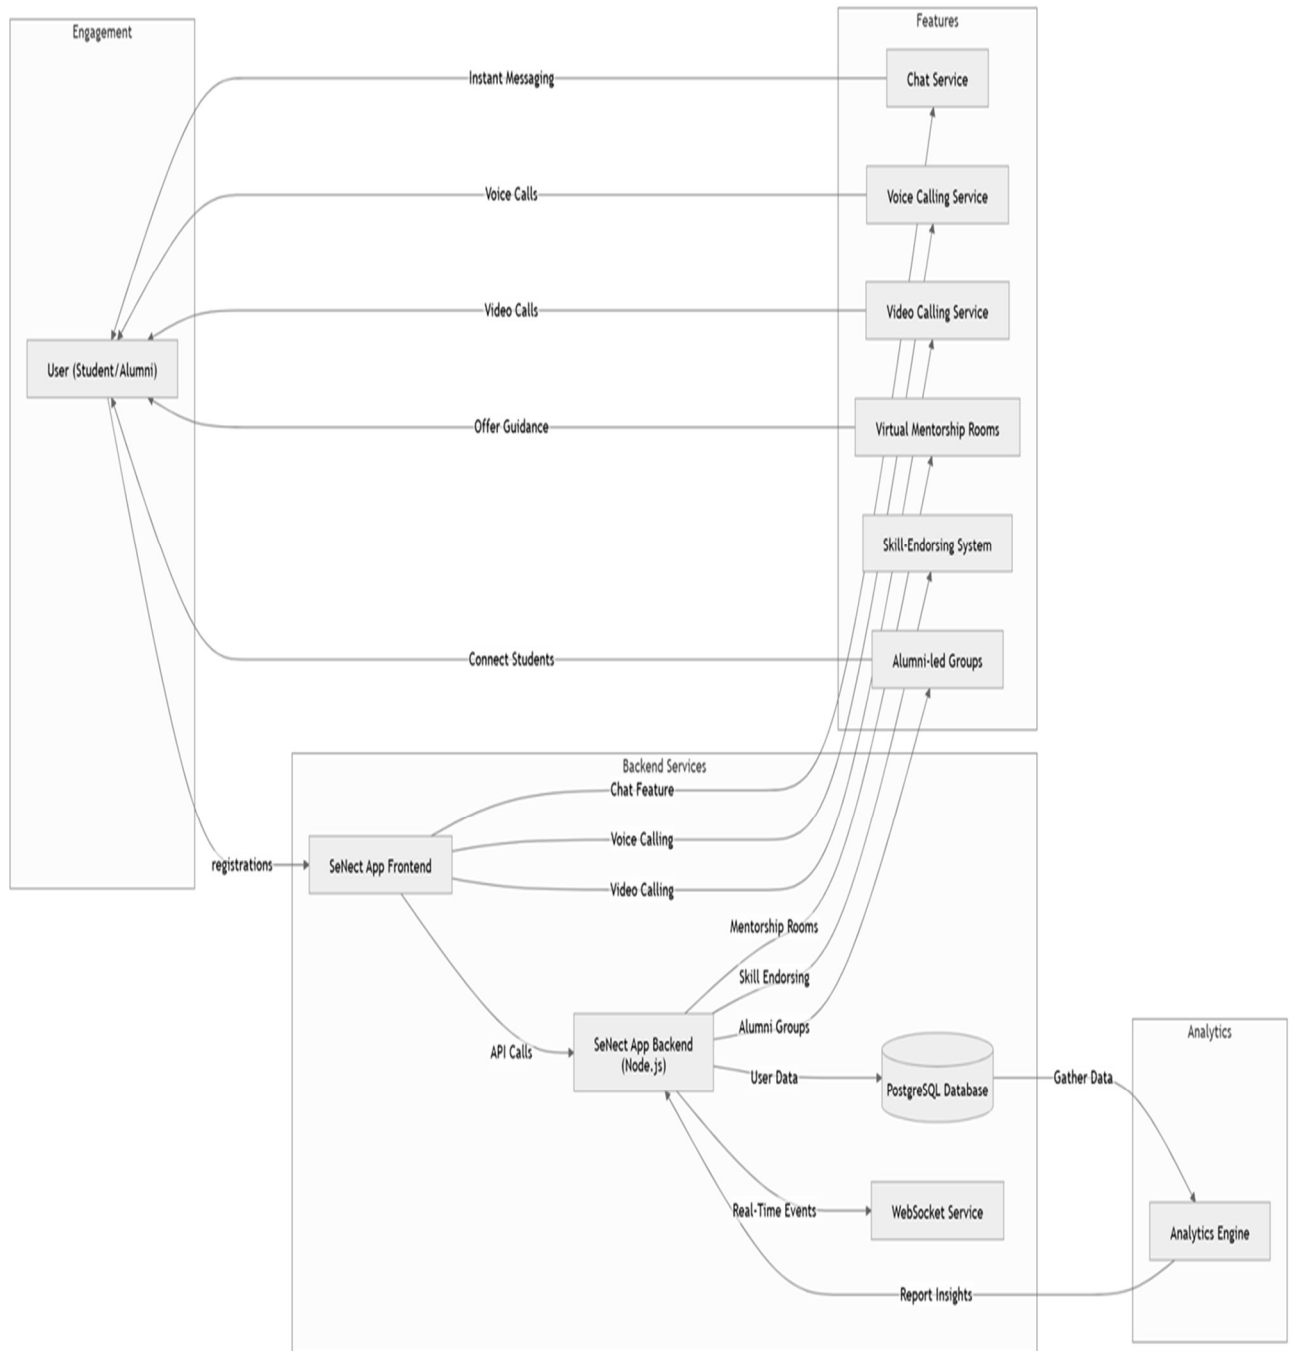 Engagement
Features
Chat Service
Instant Messaging
Voice Calling Service
Voice Calls
Video Calling Service
Video Calls
User (Student/Alumni)
Virtual Mentorship Rooms
Offer Guidance
Skill-Endorsing System
Alumni-led Groups
Connect Students
Backend Services
Chat Feature
Voice Calling
SeNect App Frontend
registrations
Video Calling
Mentorship Rooms
Skill Endorsing
Alumni Groups
SeNect App Backend
(Node.js)
API Calls
User Data
PostgreSQL Database
Gather Data
Analytics
Real-Time Events
WebSocket Service
Analytics Engine
Report Insights